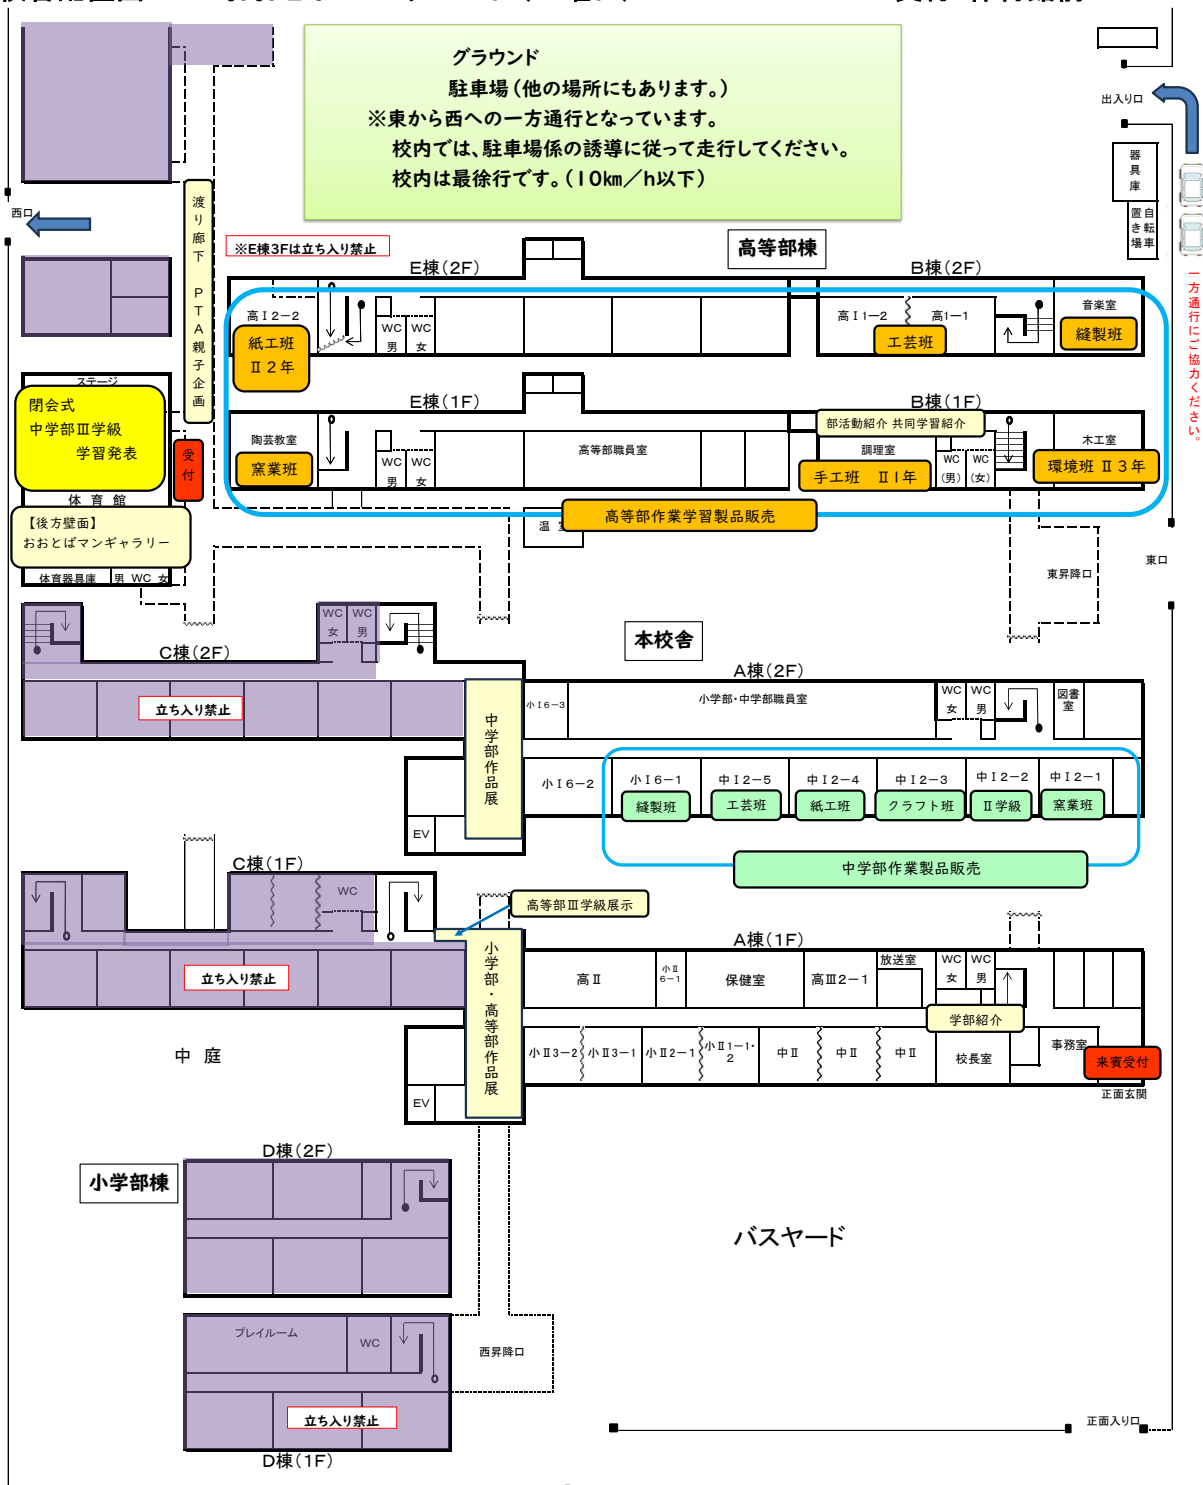 グラウンド
駐車場(他の場所にもあります。)
※東から西への一方通行となっています。
校内では、駐車場係の誘導に従って走行してください。
校内は最徐行です。(10km/h以下)
出入り口
器具庫
自転車置き場
一方通行にご協力ください。
西口
渡り廊下 PTA親子企画
※E棟3Fは立ち入り禁止
高等部棟
E棟(2F)
B棟(2F)
高Ⅰ2-2
紙工班
Ⅱ2年
WC
男
WC
女
高Ⅰ1-2
高1-1
工芸班
音楽室
縫製班
ステージ
閉会式
中学部Ⅲ学級
学習発表
体育館
受付
【後方壁面】
おおとばマンギャラリー
体育器具庫
男 WC 女
E棟(1F)
B棟(1F)
陶芸教室
窯業班
WC
男
WC
女
高等部職員室
部活動紹介 共同学習紹介
調理室
手工班 Ⅱ1年
WC
(男)
WC
(女)
木工室
環境班 Ⅱ3年
高等部作業学習製品販売
温
東昇降口
東口
本校舎
C棟(2F)
WC
女
WC
男
立ち入り禁止
中学部作品展
EV
A棟(2F)
小Ⅰ6-3
小学部・中学部職員室
WC
女
WC
男
図書室
小Ⅰ6-2
小Ⅰ6-1
縫製班
中Ⅰ2-5
工芸班
中Ⅰ2-4
紙工班
中Ⅰ2-3
クラフト班
中Ⅰ2-2
Ⅱ学級
中Ⅰ2-1
窯業班
中学部作業製品販売
C棟(1F)
WC
立ち入り禁止
高等部Ⅲ学級展示
小学部・高等部作品展
EV
中庭
A棟(1F)
高Ⅱ
小Ⅱ
6-1
保健室
高Ⅲ2-1
放送室
WC
女
WC
男
学部紹介
小Ⅱ3-2
小Ⅱ3-1
小Ⅱ2-1
小Ⅱ1-1・
2
中Ⅱ
中Ⅱ
中Ⅱ
校長室
事務室
来賓受付
正面玄関
D棟(2F)
小学部棟
バスヤード
プレイルーム
WC
立ち入り禁止
D棟(1F)
西昇降口
正面入り口